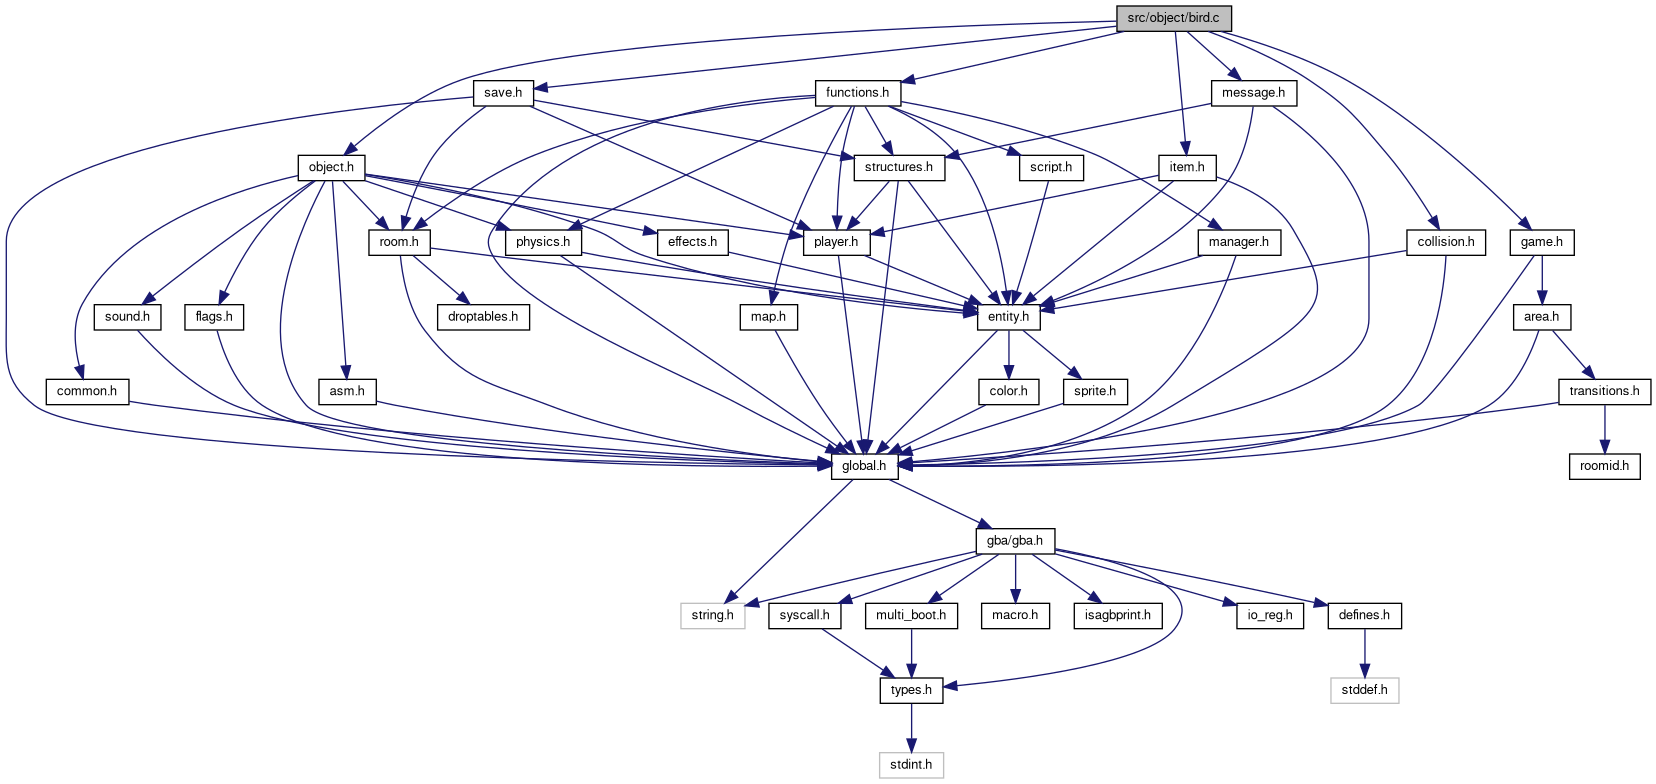 src/object/bird.c
save.h
functions.h
message.h
object.h
structures.h
script.h
item.h
room.h
physics.h
effects.h
player.h
manager.h
collision.h
game.h
sound.h
flags.h
droptables.h
map.h
entity.h
area.h
common.h
asm.h
color.h
sprite.h
transitions.h
global.h
roomid.h
gba/gba.h
string.h
syscall.h
multi_boot.h
macro.h
isagbprint.h
io_reg.h
defines.h
types.h
stddef.h
stdint.h